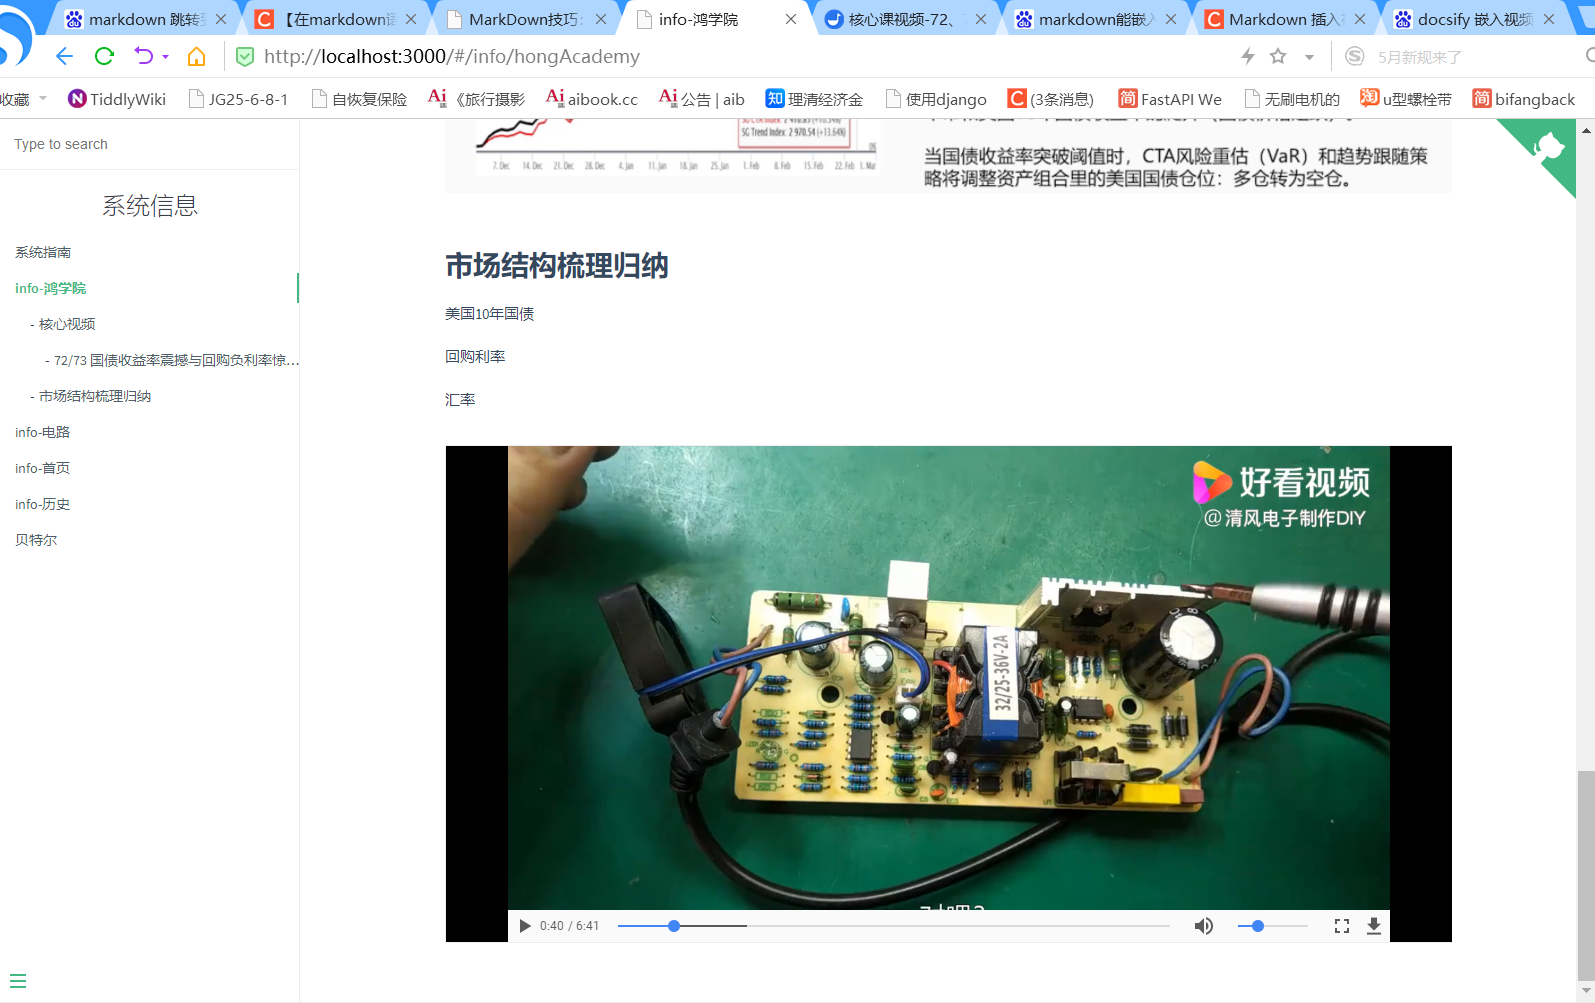 markdown 跳转
【在markdown
MarkDown技巧
info-鸿学院
核心课视频-72、
markdown能嵌入
Markdown 插入
docsify 嵌入视频
http://localhost:3000/#/info/hongAcademy
5月新规来了
收藏
TiddlyWiki
JG25-6-8-1
自恢复保险
Ai《旅行摄影
Ai aibook.cc
Ai 公告 | aib
知 理清经济金
使用django
C (3条消息)
简 FastAPI We
无刷电机的
淘 u型螺栓带
简 bifangback
Type to search
系统信息
系统指南
info-鸿学院
- 核心视频
- 72/73 国债收益率震撼与回购负利率惊...
- 市场结构梳理归纳
info-电路
info-首页
info-历史
贝特尔
SG Trend Index: 2 970.54 (+13.64%)
7. Dec 14. Dec 21. Dec 28. Dec 4. Jan 11. Jan 18. Jan 25. Jan 1. Feb 8. Feb 15. Feb 22. Feb 1. Mar
当国债收益率突破阈值时，CTA风险重估（VaR）和趋势跟随策
略将调整资产组合里的美国国债仓位：多仓转为空仓。
市场结构梳理归纳
美国10年国债
回购利率
汇率
好看视频
@清风电子制作DIY
32/25-36V-2A
0:40 / 6:41